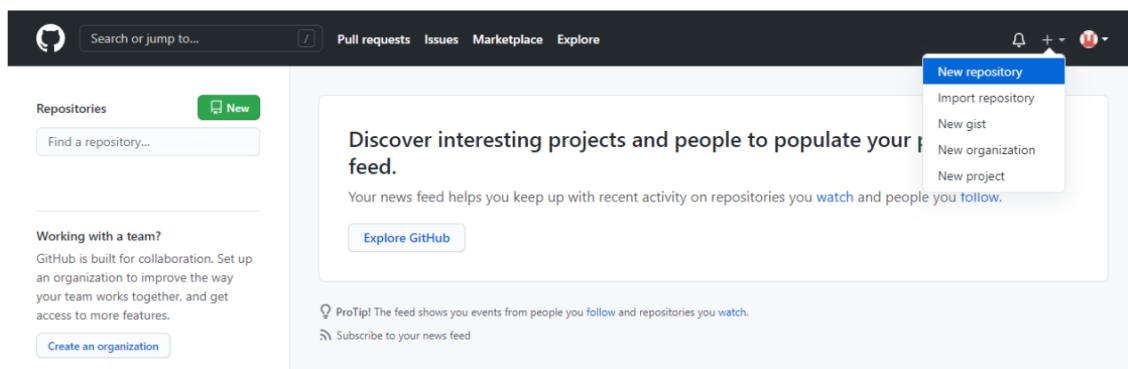 Search or jump to...
/
Pull requests Issues Marketplace Explore
New repository
Import repository
New gist
New organization
New project
Repositories
New
Find a repository...
Working with a team?
GitHub is built for collaboration. Set up
an organization to improve the way
your team works together, and get
access to more features.
Create an organization
Discover interesting projects and people to populate your
feed.
Your news feed helps you keep up with recent activity on repositories you watch and people you follow.
Explore GitHub
ProTip! The feed shows you events from people you follow and repositories you watch.
Subscribe to your news feed